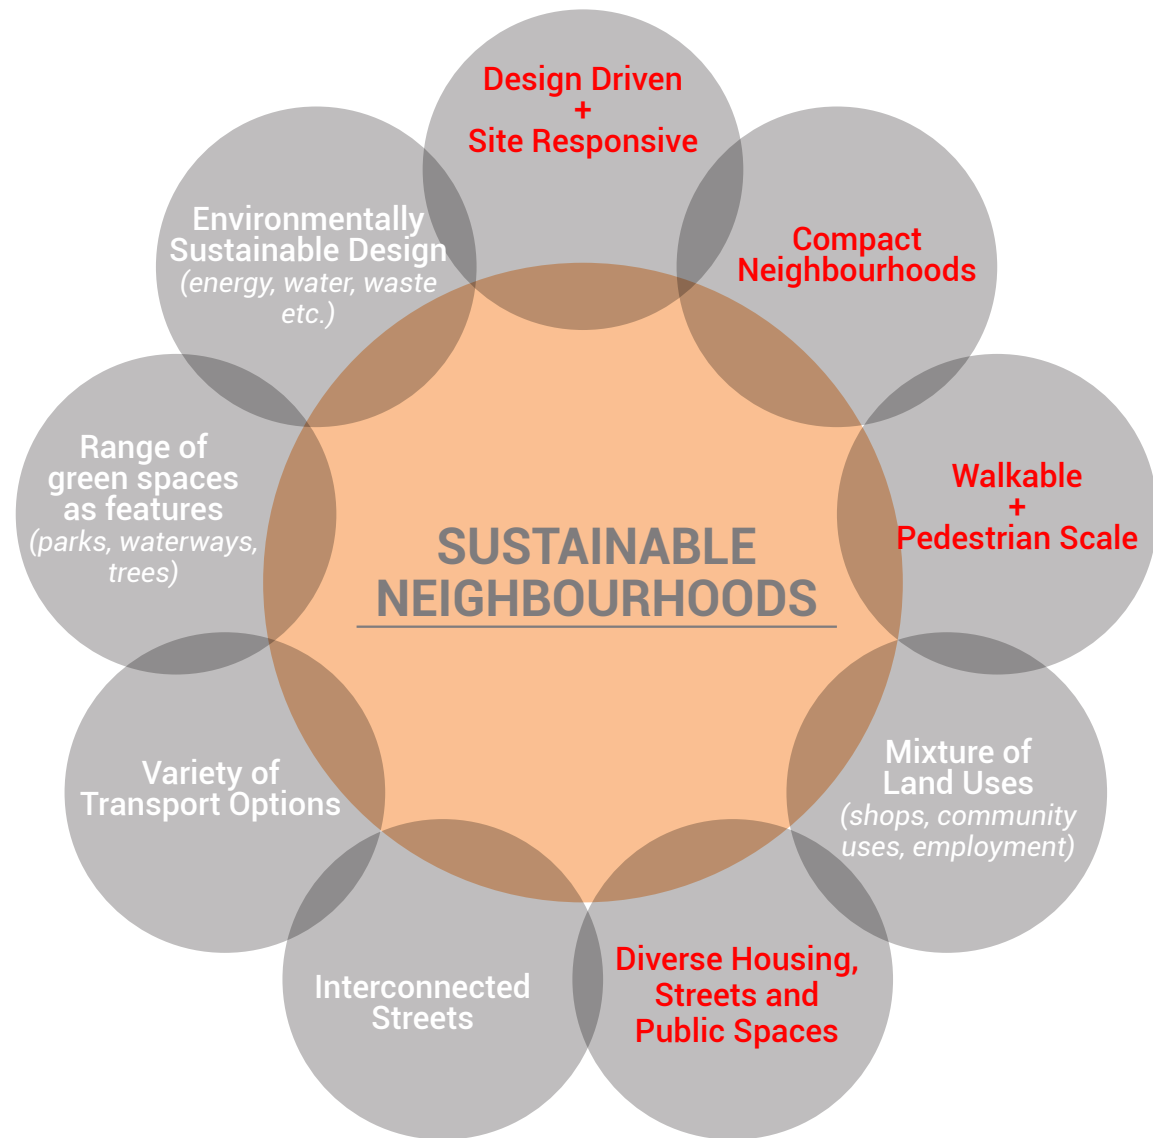 Design Driven
+
Site Responsive
Compact
Neighbourhoods
Walkable
+
Pedestrian Scale
Mixture of
Land Uses
(shops, community
uses, employment)
Diverse Housing,
Streets and
Public Spaces
Interconnected
Streets
Variety of
Transport Options
Range of
green spaces
as features
(parks, waterways,
trees)
Environmentally
Sustainable Design
(energy, water, waste
etc.)
SUSTAINABLE
NEIGHBOURHOODS